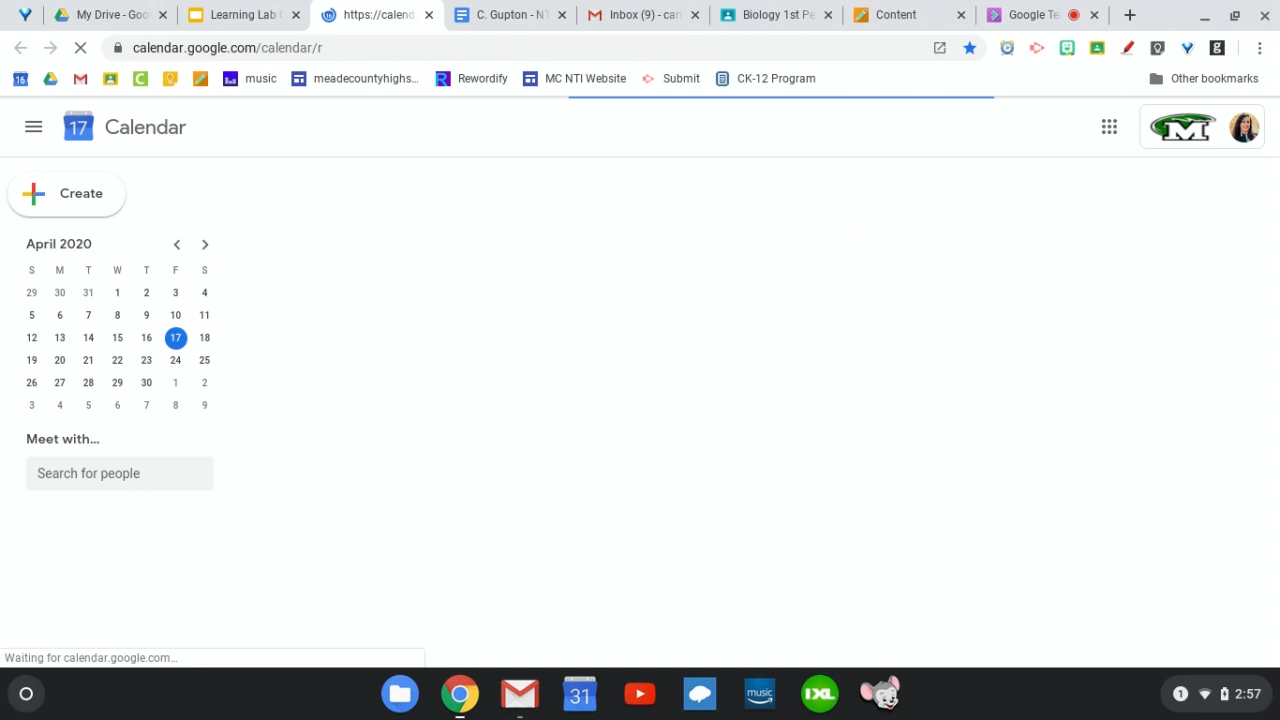 My Drive - Goo
Learning Lab C
https://calend
C. Gupton - NT
Inbox (9) - can
Biology 1st Pe
Content
Google Te
calendar.google.com/calendar/r
16
music
meadecountyhighs...
Rewordify
MC NTI Website
Submit
CK-12 Program
Other bookmarks
17
Calendar
M
Create
April 2020
S M T W T F S
29 30 31 1 2 3 4
5 6 7 8 9 10 11
12 13 14 15 16 17 18
19 20 21 22 23 24 25
26 27 28 29 30 1 2
3 4 5 6 7 8 9
Meet with...
Search for people
Waiting for calendar.google.com...
31
music
IXL
1
2:57